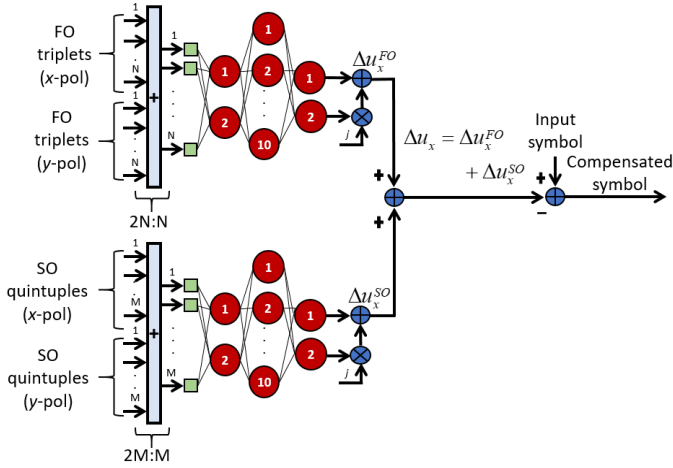 FO
triplets
(x-pol)
FO
triplets
(y-pol)
1
N
1
N
+
2N:N
1
N
1
2
1
2
10
1
2
j
Δu_x^{FO}
Δu_x = Δu_x^{FO}
+ Δu_x^{SO}
+
+
Input
symbol
+
−
Compensated
symbol
SO
quintuples
(x-pol)
SO
quintuples
(y-pol)
1
M
1
M
+
2M:M
1
M
1
2
1
2
10
1
2
j
Δu_x^{SO}